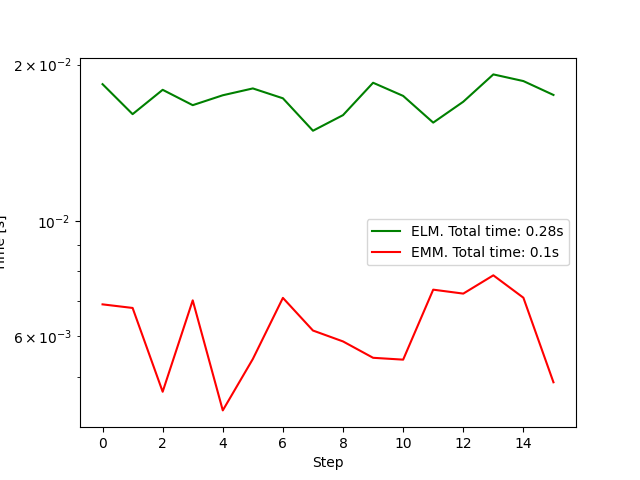 2 × 10⁻²
10⁻²
6 × 10⁻³
Time [s]
ELM. Total time: 0.28s
EMM. Total time: 0.1s
0 2 4 6 8 10 12 14
Step